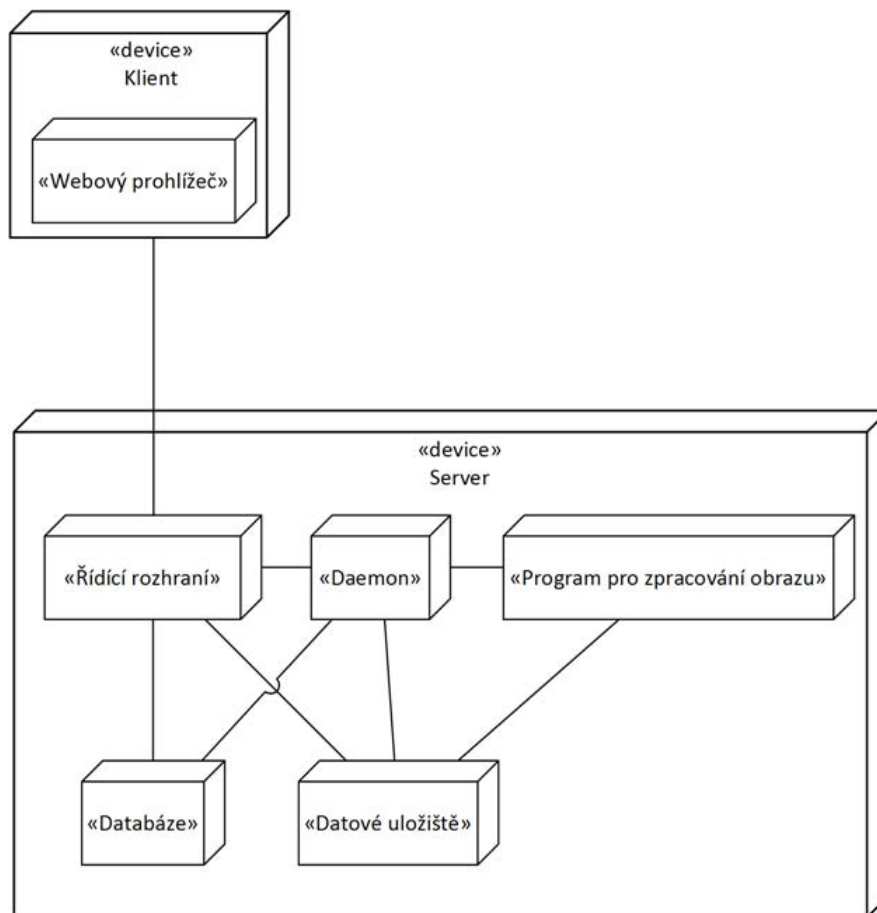 «device»
Klient
«Webový prohlížeč»
«device»
Server
«Řídící rozhraní»
«Daemon»
«Program pro zpracování obrazu»
«Databáze»
«Datové uložiště»